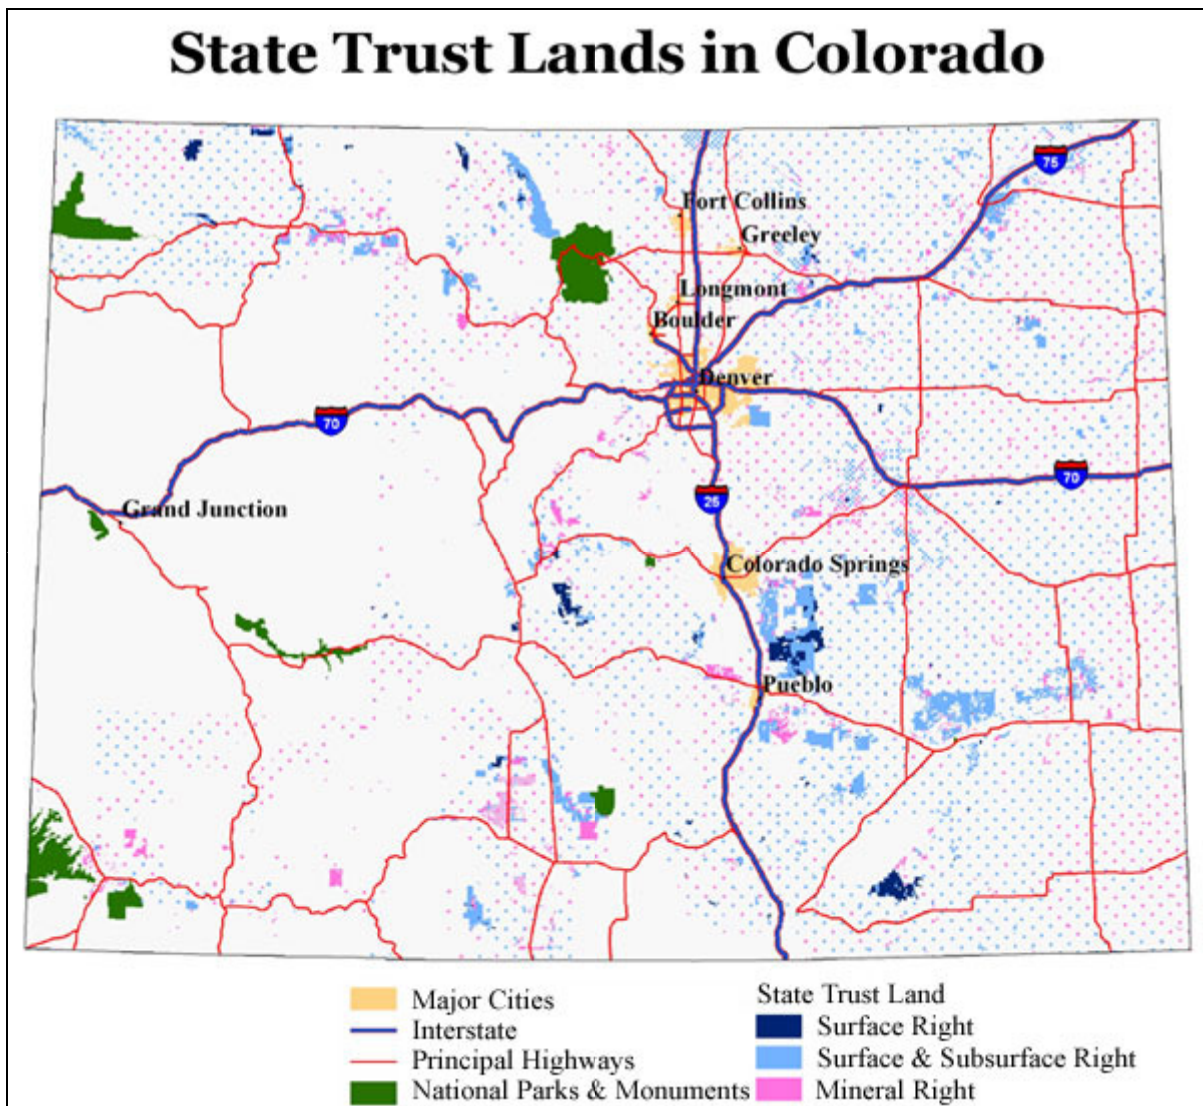 State Trust Lands in Colorado
75
Fort Collins
Greeley
Longmont
Boulder
Denver
70
70
25
Grand Junction
Colorado Springs
Pueblo
Major Cities
Interstate
Principal Highways
National Parks & Monuments
State Trust Land
Surface Right
Surface & Subsurface Right
Mineral Right